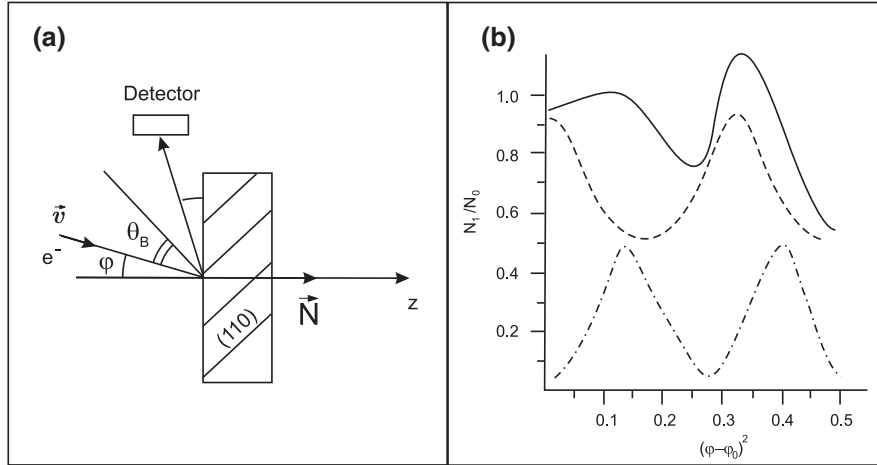 (a)
Detector
v⃗
e-
θB
φ
N⃗
z
(110)
(b)
N1/N0
1.0
0.8
0.6
0.4
0.2
0.1 0.2 0.3 0.4 0.5
(φ–φ0)2